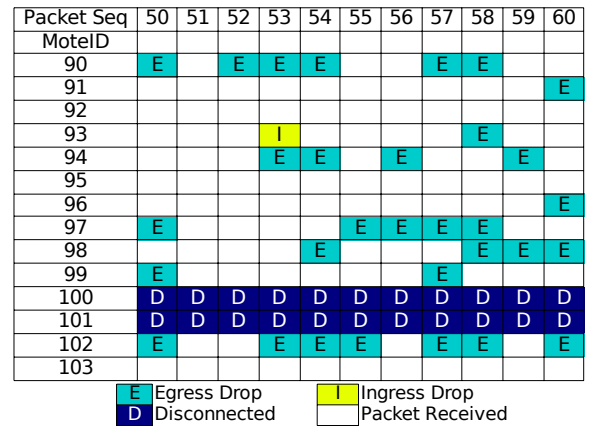 Packet Seq 50 51 52 53 54 55 56 57 58 59 60
MoteID
90 E E E E E E
91 E
92
93 I E
94 E E E E
95
96 E
97 E E E E E
98 E E E E
99 E E
100 D D D D D D D D D D D
101 D D D D D D D D D D D
102 E E E E E E E
103
E Egress Drop I Ingress Drop
D Disconnected Packet Received